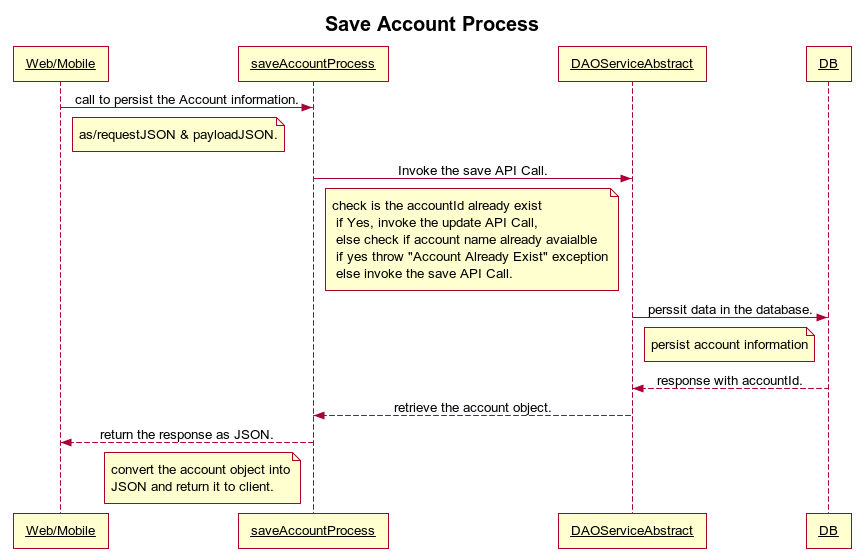 Save Account Process
Web/Mobile
saveAccountProcess
DAOServiceAbstract
DB
call to persist the Account information.
as/requestJSON & payloadJSON.
Invoke the save API Call.
check is the accountId already exist
if Yes, invoke the update API Call,
else check if account name already avaialble
if yes throw "Account Already Exist" exception
else invoke the save API Call.
perssit data in the database.
persist account information
response with accountId.
retrieve the account object.
return the response as JSON.
convert the account object into
JSON and return it to client.
Web/Mobile
saveAccountProcess
DAOServiceAbstract
DB